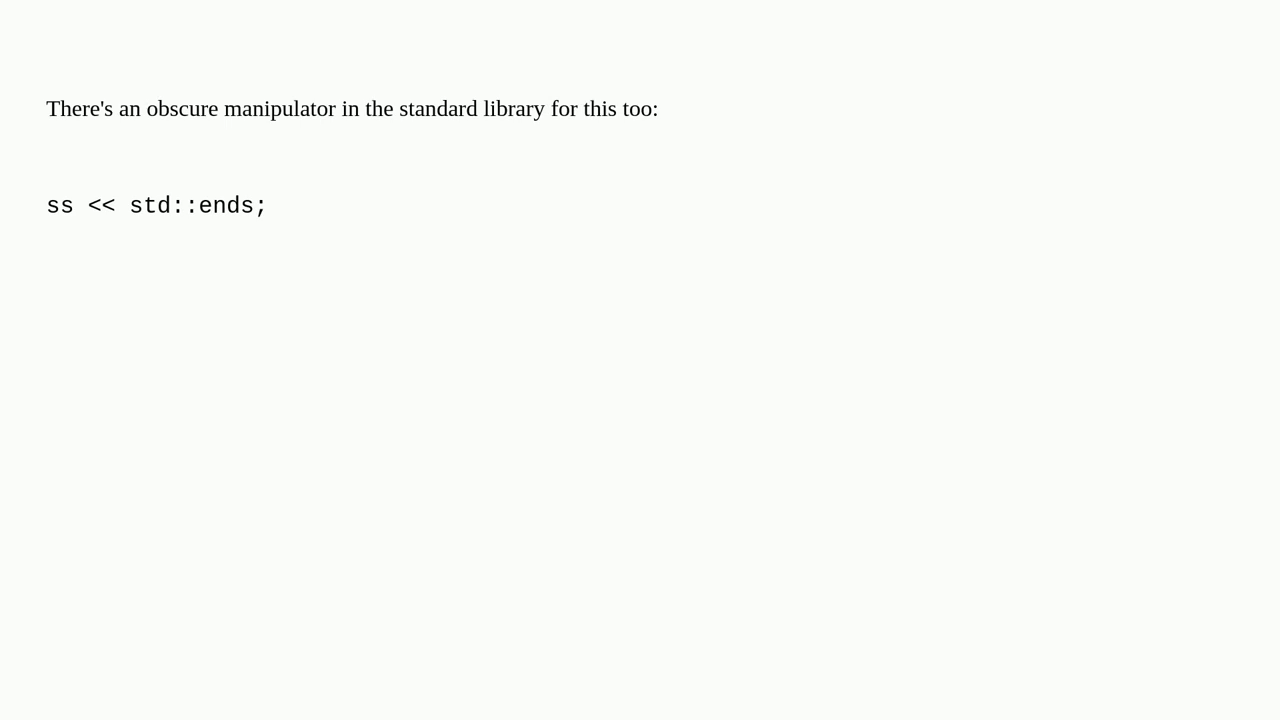 There's an obscure manipulator in the standard library for this too:
ss << std::ends;